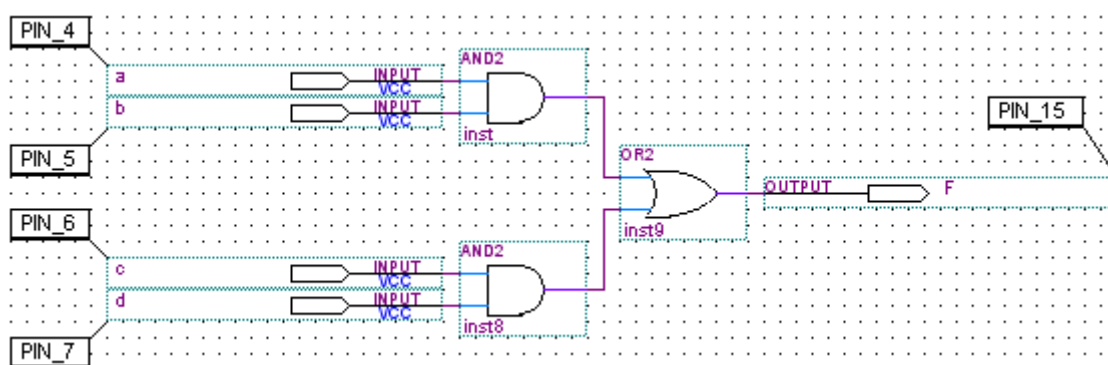 PIN_4
AND2
a INPUT
VCC
b INPUT
VCC
inst
PIN_5
PIN_15
OR2
OUTPUT F
inst9
PIN_6
AND2
c INPUT
VCC
d INPUT
VCC
inst8
PIN_7